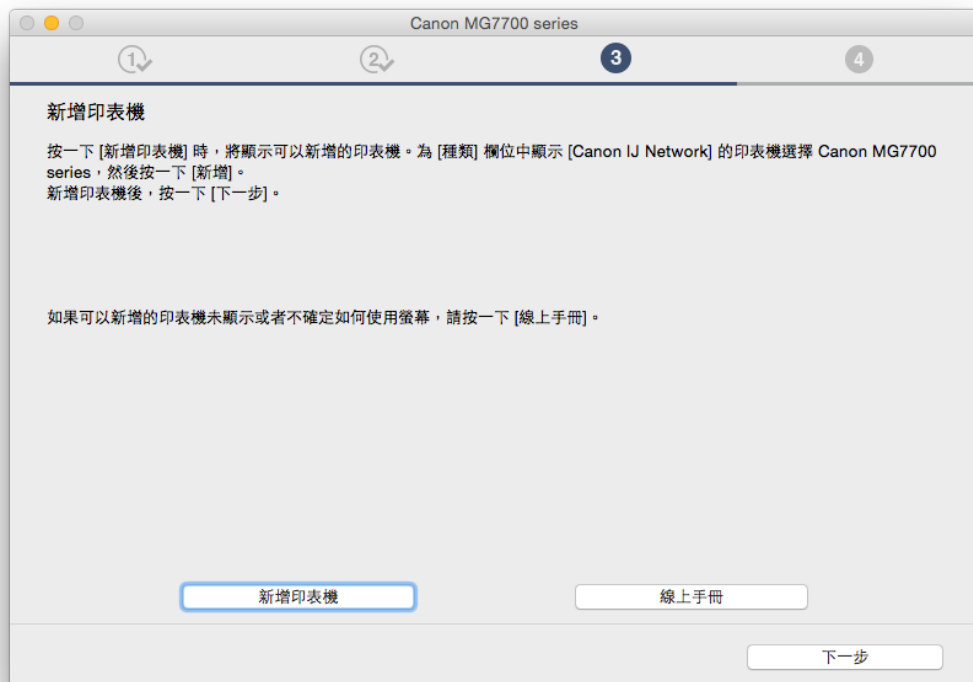 Canon MG7700 series
1 2 3 4
新增印表機
按一下 [新增印表機] 時，將顯示可以新增的印表機。為 [種類] 欄位中顯示 [Canon IJ Network] 的印表機選擇 Canon MG7700
series，然後按一下 [新增]。
新增印表機後，按一下 [下一步]。
如果可以新增的印表機未顯示或者不確定如何使用螢幕，請按一下 [線上手冊]。
新增印表機 線上手冊
下一步